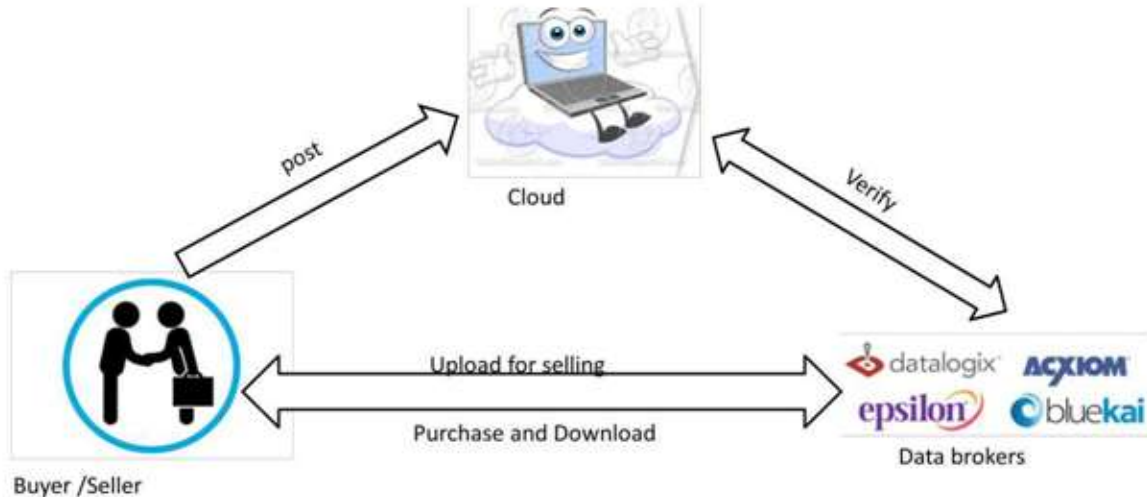 post
Cloud
Verify
Buyer /Seller
Upload for selling
Purchase and Download
datalogix
ACXIOM
epsilon
bluekai
Data brokers